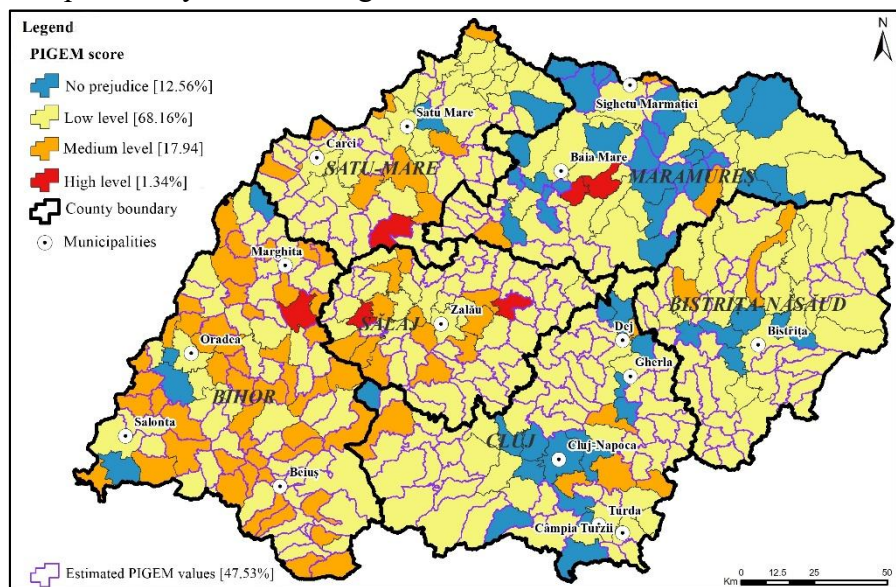 Legend
PIGEM score
No prejudice [12.56%]
Low level [68.16%]
Medium level [17.94]
High level [1.34%]
County boundary
Municipalities
N
Sighetu Marmației
Satu Mare
Carei
SATU-MARE
Baia Mare
MARAMUREȘ
Marghita
BISTRIȚA-NĂSĂUD
Zalău
SĂLAJ
Dej
Bistrița
Oradea
Gherla
BIHOR
Salonta
CLUJ
Cluj-Napoca
Beiuș
Turda
Câmpia Turzii
Estimated PIGEM values [47.53%]
0 12.5 25 50
Km